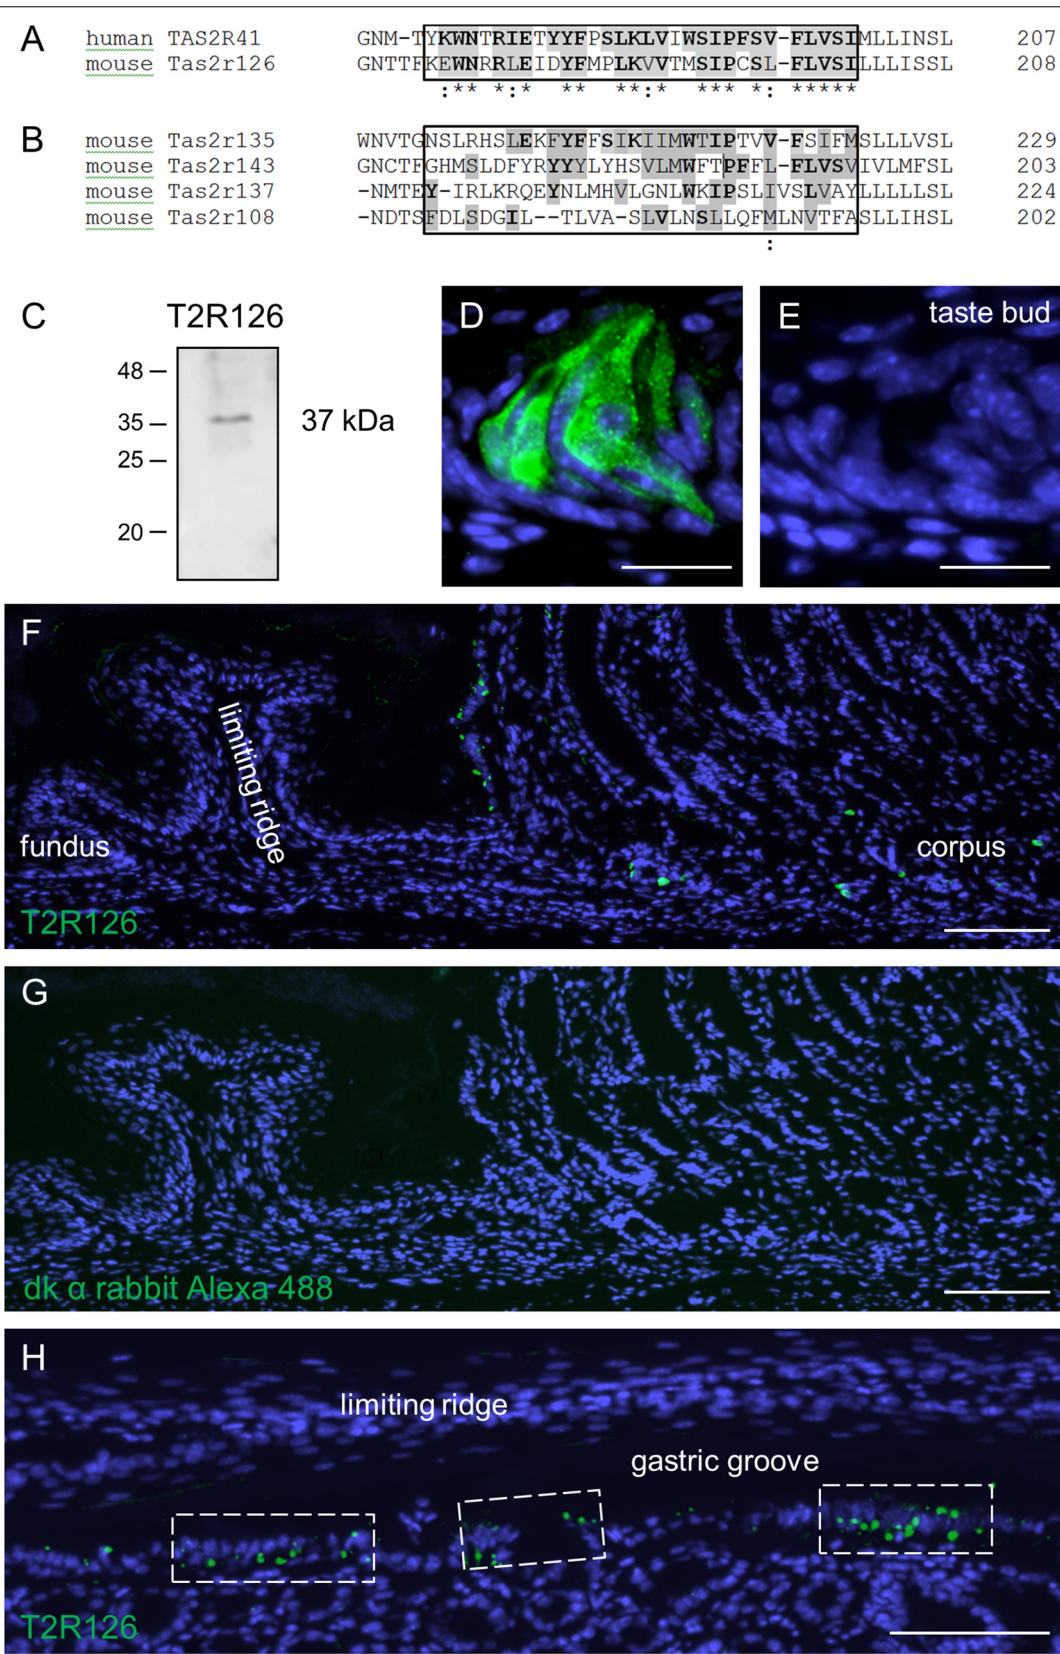 A
human TAS2R41 GNM-TYKWNTRIETYYFPSLKLVIWSIPFSV-FLVSIMLLINSL 207
mouse Tas2r126 GNTTFKEWNRRLEIDYFMPLKVVTMSIPCSL-FLVSILLLISSL 208
:** *:* ** **:* *** *: *****
B
mouse Tas2r135 WNVTGNSLRHSLEKFYFFSIKIIMWTIPTVV-FSIFMSLLLVSL 229
mouse Tas2r143 GNCTFGHMSLDFYRYYYLYHSVLMWFTPFFL-FLVSVIVLMFSL 203
mouse Tas2r137 -NMTEY-IRLKRQEYNLMHVLGNLWKIPSLIVSLVAYLLLLLSL 224
mouse Tas2r108 -NDTSFDLSDGIL--TLVA-SLVLNSLLQFMLNVTFASLLIHSL 202
:
C
T2R126
48
35
25
20
37 kDa
D
E
taste bud
F
limiting ridge
fundus
corpus
T2R126
G
dk α rabbit Alexa 488
H
limiting ridge
gastric groove
T2R126